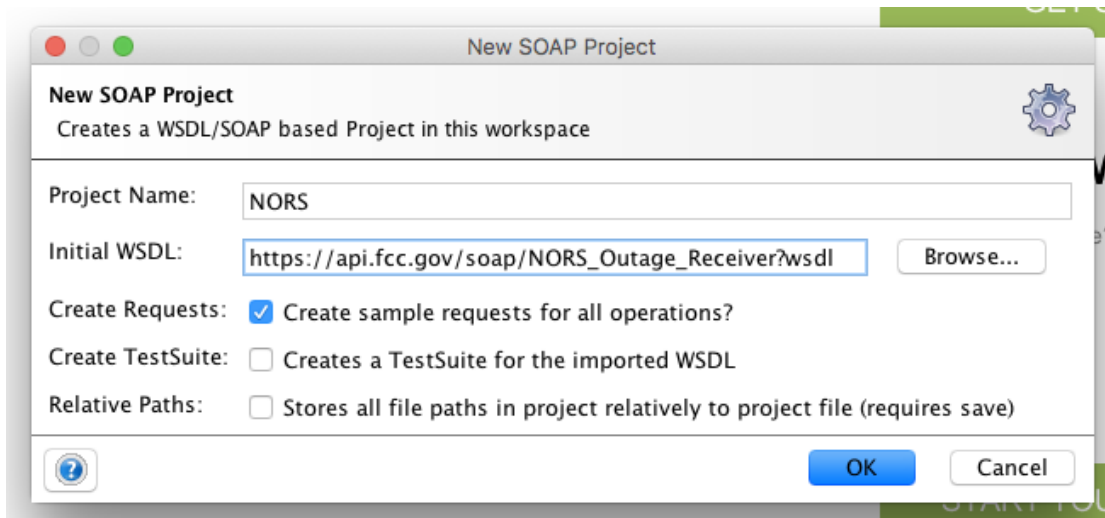 New SOAP Project
New SOAP Project
Creates a WSDL/SOAP based Project in this workspace
Project Name: NORS
Initial WSDL: https://api.fcc.gov/soap/NORS_Outage_Receiver?wsdl Browse...
Create Requests: Create sample requests for all operations?
Create TestSuite: Creates a TestSuite for the imported WSDL
Relative Paths: Stores all file paths in project relatively to project file (requires save)
? OK Cancel
START YOU